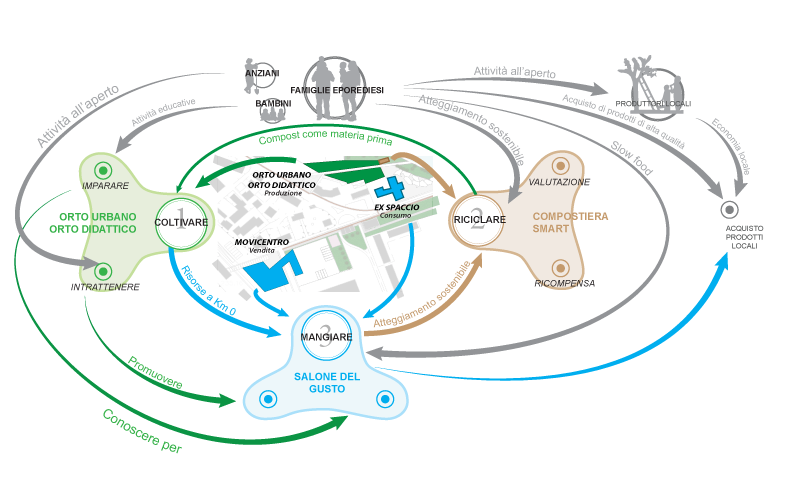 ANZIANI
FAMIGLIE EPOREDIESI
BAMBINI
PRODUTTORI LOCALI
Attività all'aperto
Attività all'aperto
Attività educative
Atteggiamento sostenibile
Acquisto di prodotti di alta qualità
Economia locale
Slow food
Compost come materia prima
IMPARARE
ORTO URBANO
ORTO DIDATTICO
1
COLTIVARE
INTRATTENERE
ORTO URBANO
ORTO DIDATTICO
Produzione
EX SPACCIO
Consumo
MOVICENTRO
Vendita
2
RICICLARE
VALUTAZIONE
COMPOSTIERA
SMART
RICOMPENSA
ACQUISTO
PRODOTTI
LOCALI
Risorse a Km 0
Atteggiamento sostenibile
3
MANGIARE
SALONE DEL
GUSTO
Promuovere
Conoscere per